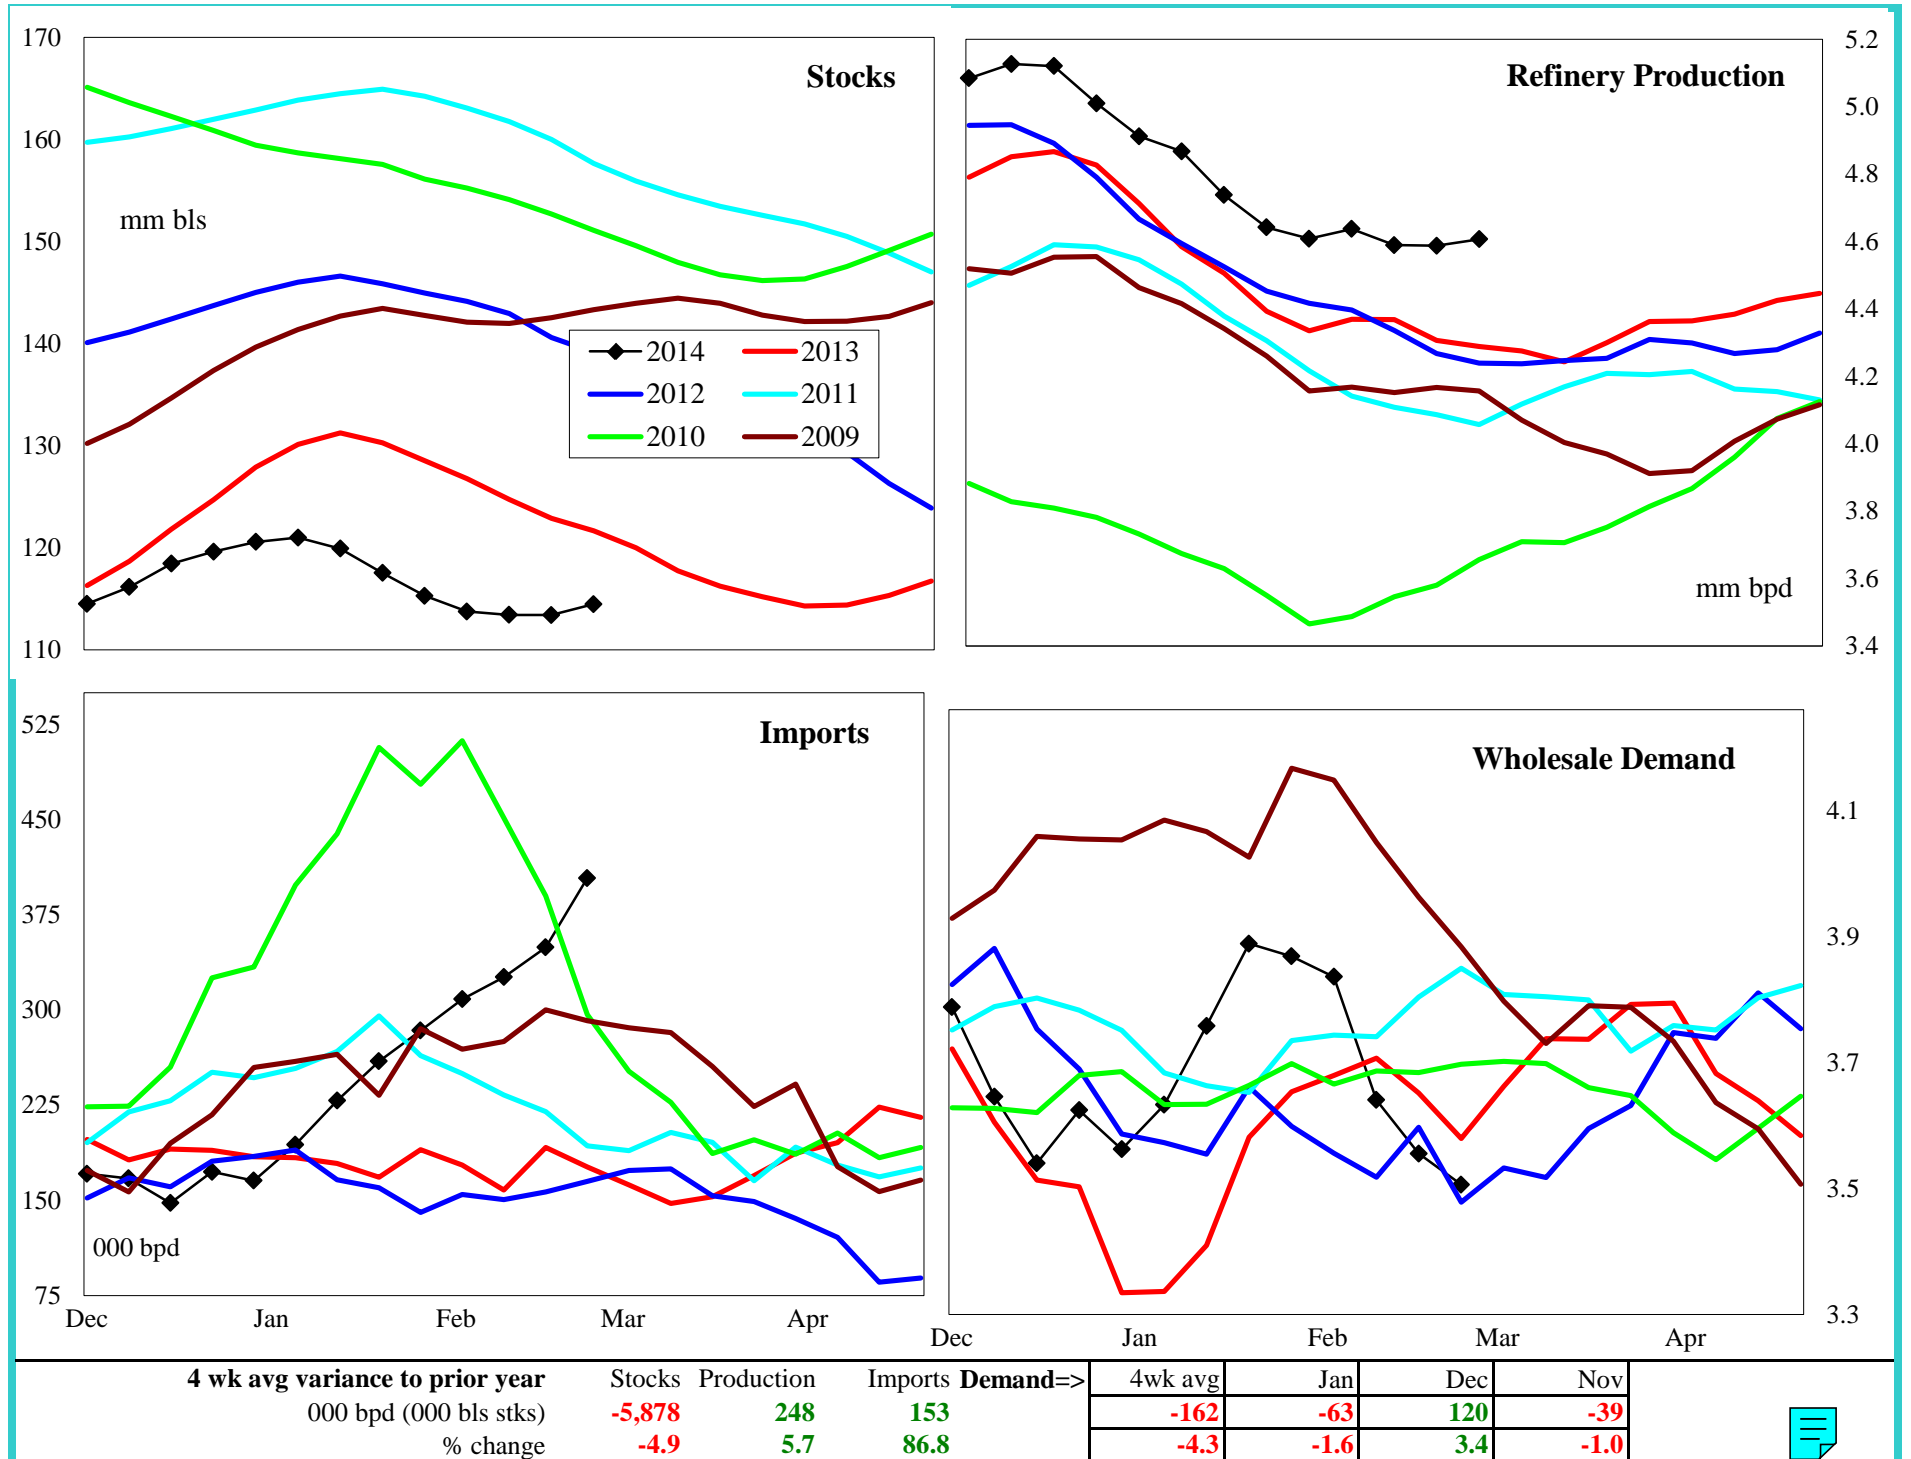 Stocks
170
160
150
140
130
120
110
mm bls
2014
2013
2012
2011
2010
2009
Refinery Production
5.2
5.0
4.8
4.6
4.4
4.2
4.0
3.8
3.6
3.4
mm bpd
Imports
525
450
375
300
225
150
75
000 bpd
Dec Jan Feb Mar Apr
Wholesale Demand
4.1
3.9
3.7
3.5
3.3
Dec Jan Feb Mar Apr
4 wk avg variance to prior year Stocks Production Imports Demand=> 4wk avg Jan Dec Nov
000 bpd (000 bls stks) -5,878 248 153 -162 -63 120 -39
% change -4.9 5.7 86.8 -4.3 -1.6 3.4 -1.0